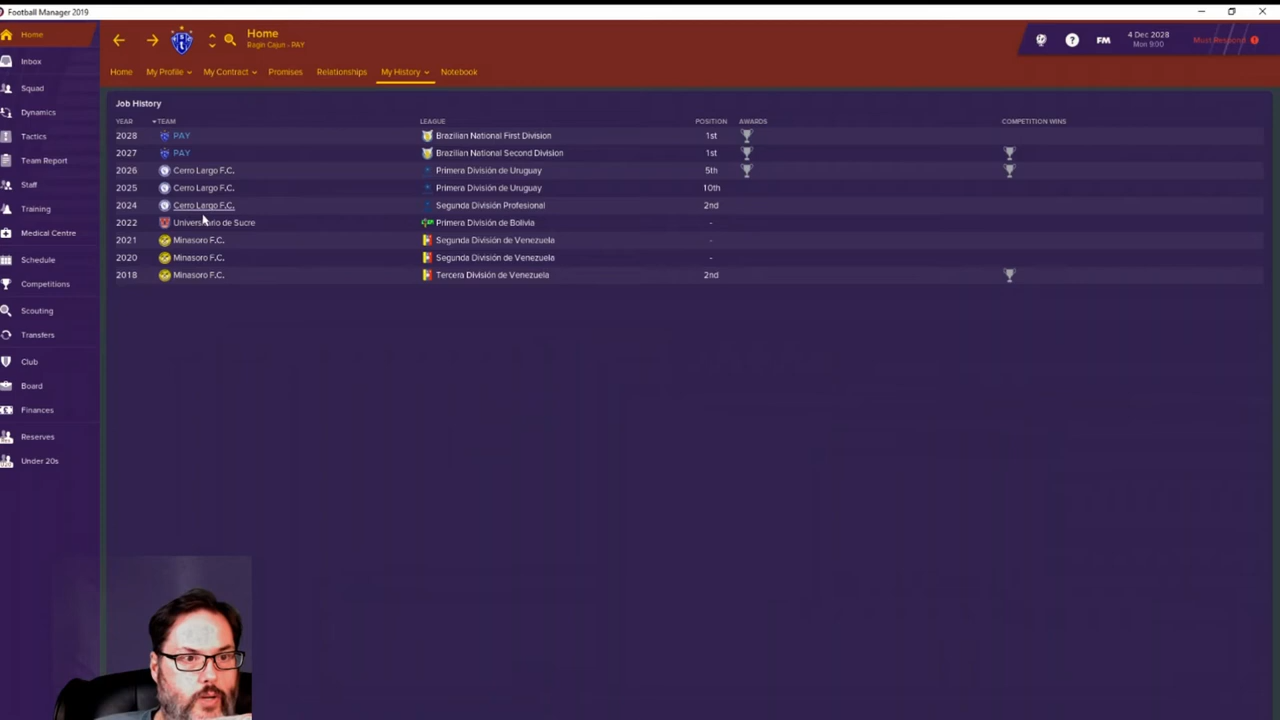 Football Manager 2019
Home
Inbox
Squad
Dynamics
Tactics
Team Report
Staff
Training
Medical Centre
Schedule
Competitions
Scouting
Transfers
Club
Board
Finances
Reserves
Under 20s
Home
Ragin Cajun - PAY
? FM 4 Dec 2028
Mon 9:00
Must Respond
Home My Profile My Contract Promises Relationships My History Notebook
Job History
YEAR TEAM LEAGUE POSITION AWARDS COMPETITION WINS
2028 PAY Brazilian National First Division 1st
2027 PAY Brazilian National Second Division 1st
2026 Cerro Largo F.C. Primera División de Uruguay 5th
2025 Cerro Largo F.C. Primera División de Uruguay 10th
2024 Cerro Largo F.C. Segunda División Profesional 2nd
2022 Universitario de Sucre Primera División de Bolivia -
2021 Minasoro F.C. Segunda División de Venezuela -
2020 Minasoro F.C. Segunda División de Venezuela -
2018 Minasoro F.C. Tercera División de Venezuela 2nd